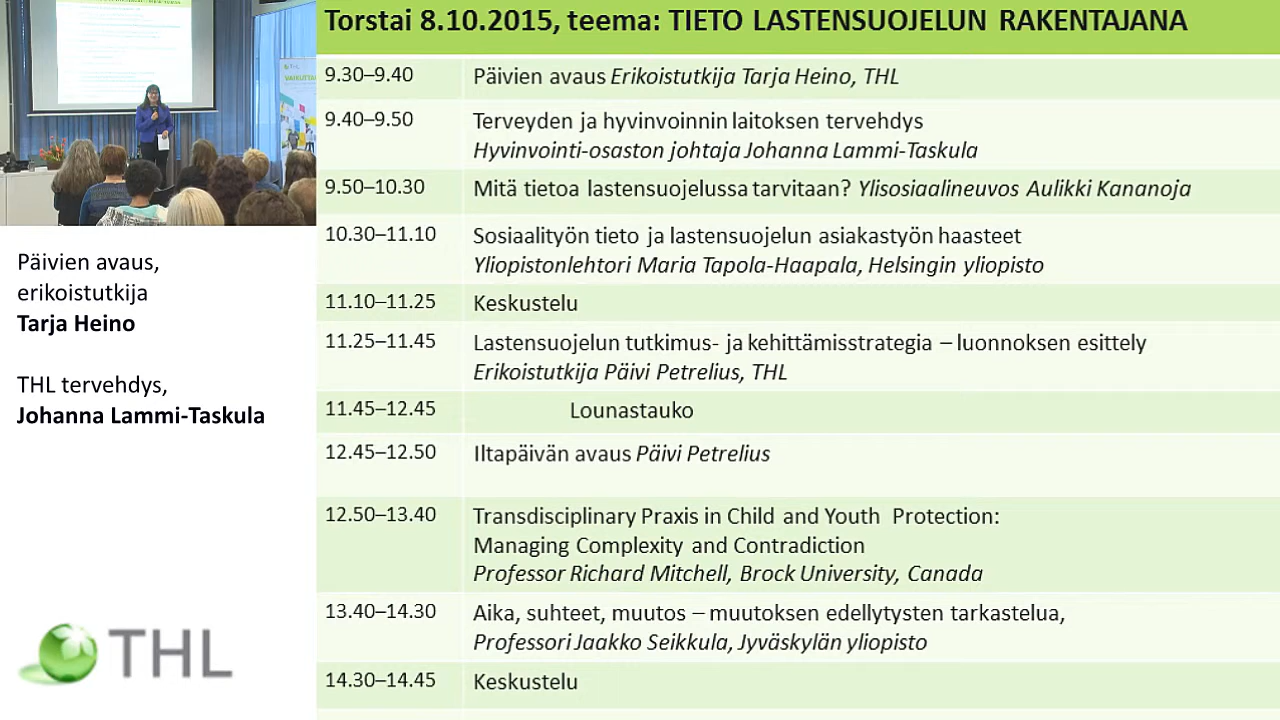 Torstai 8.10.2015, teema: TIETO LASTENSUOJELUN RAKENTAJANA
9.30–9.40 Päivien avaus Erikoistutkija Tarja Heino, THL
9.40–9.50 Terveyden ja hyvinvoinnin laitoksen tervehdys
Hyvinvointi-osaston johtaja Johanna Lammi-Taskula
9.50–10.30 Mitä tietoa lastensuojelussa tarvitaan? Ylisosiaalineuvos Aulikki Kananoja
10.30–11.10 Sosiaalityön tieto ja lastensuojelun asiakastyön haasteet
Yliopistonlehtori Maria Tapola-Haapala, Helsingin yliopisto
11.10–11.25 Keskustelu
11.25–11.45 Lastensuojelun tutkimus- ja kehittämisstrategia – luonnoksen esittely
Erikoistutkija Päivi Petrelius, THL
11.45–12.45 Lounastauko
12.45–12.50 Iltapäivän avaus Päivi Petrelius
12.50–13.40 Transdisciplinary Praxis in Child and Youth Protection:
Managing Complexity and Contradiction
Professor Richard Mitchell, Brock University, Canada
13.40–14.30 Aika, suhteet, muutos – muutoksen edellytysten tarkastelua,
Professori Jaakko Seikkula, Jyväskylän yliopisto
14.30–14.45 Keskustelu
Päivien avaus,
erikoistutkija
Tarja Heino
THL tervehdys,
Johanna Lammi-Taskula
THL